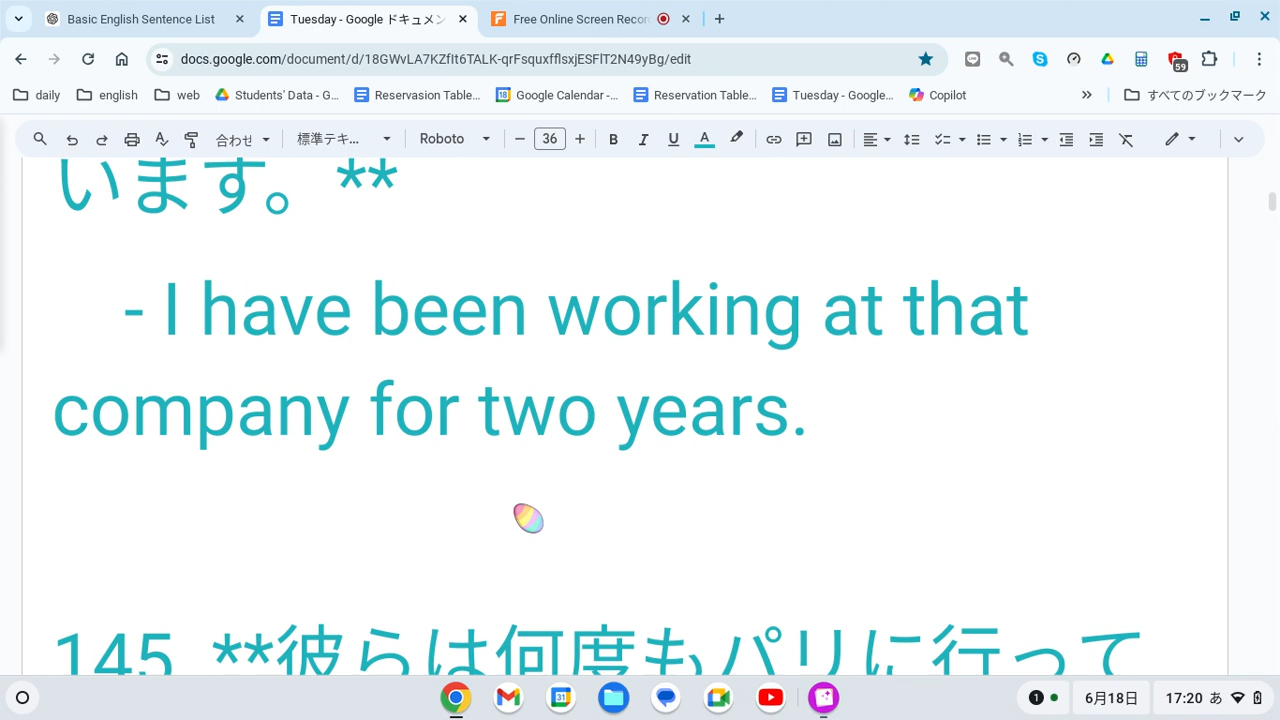 Basic English Sentence List
Tuesday - Google ドキュメン
Free Online Screen Recor
docs.google.com/document/d/18GWvLA7KZfIt6TALK-qrFsquxfflsxjESFlT2N49yBg/edit
59
daily
english
web
Students' Data - G...
Reservasion Table...
Google Calendar -...
Reservation Table...
Tuesday - Google...
Copilot
すべてのブックマーク
合わせ
標準テキ...
Roboto
36
B
I
U
A
います。**
- I have been working at that
company for two years.
145. **彼らは何度もパリに行って
31
1
6月18日
17:20
あ